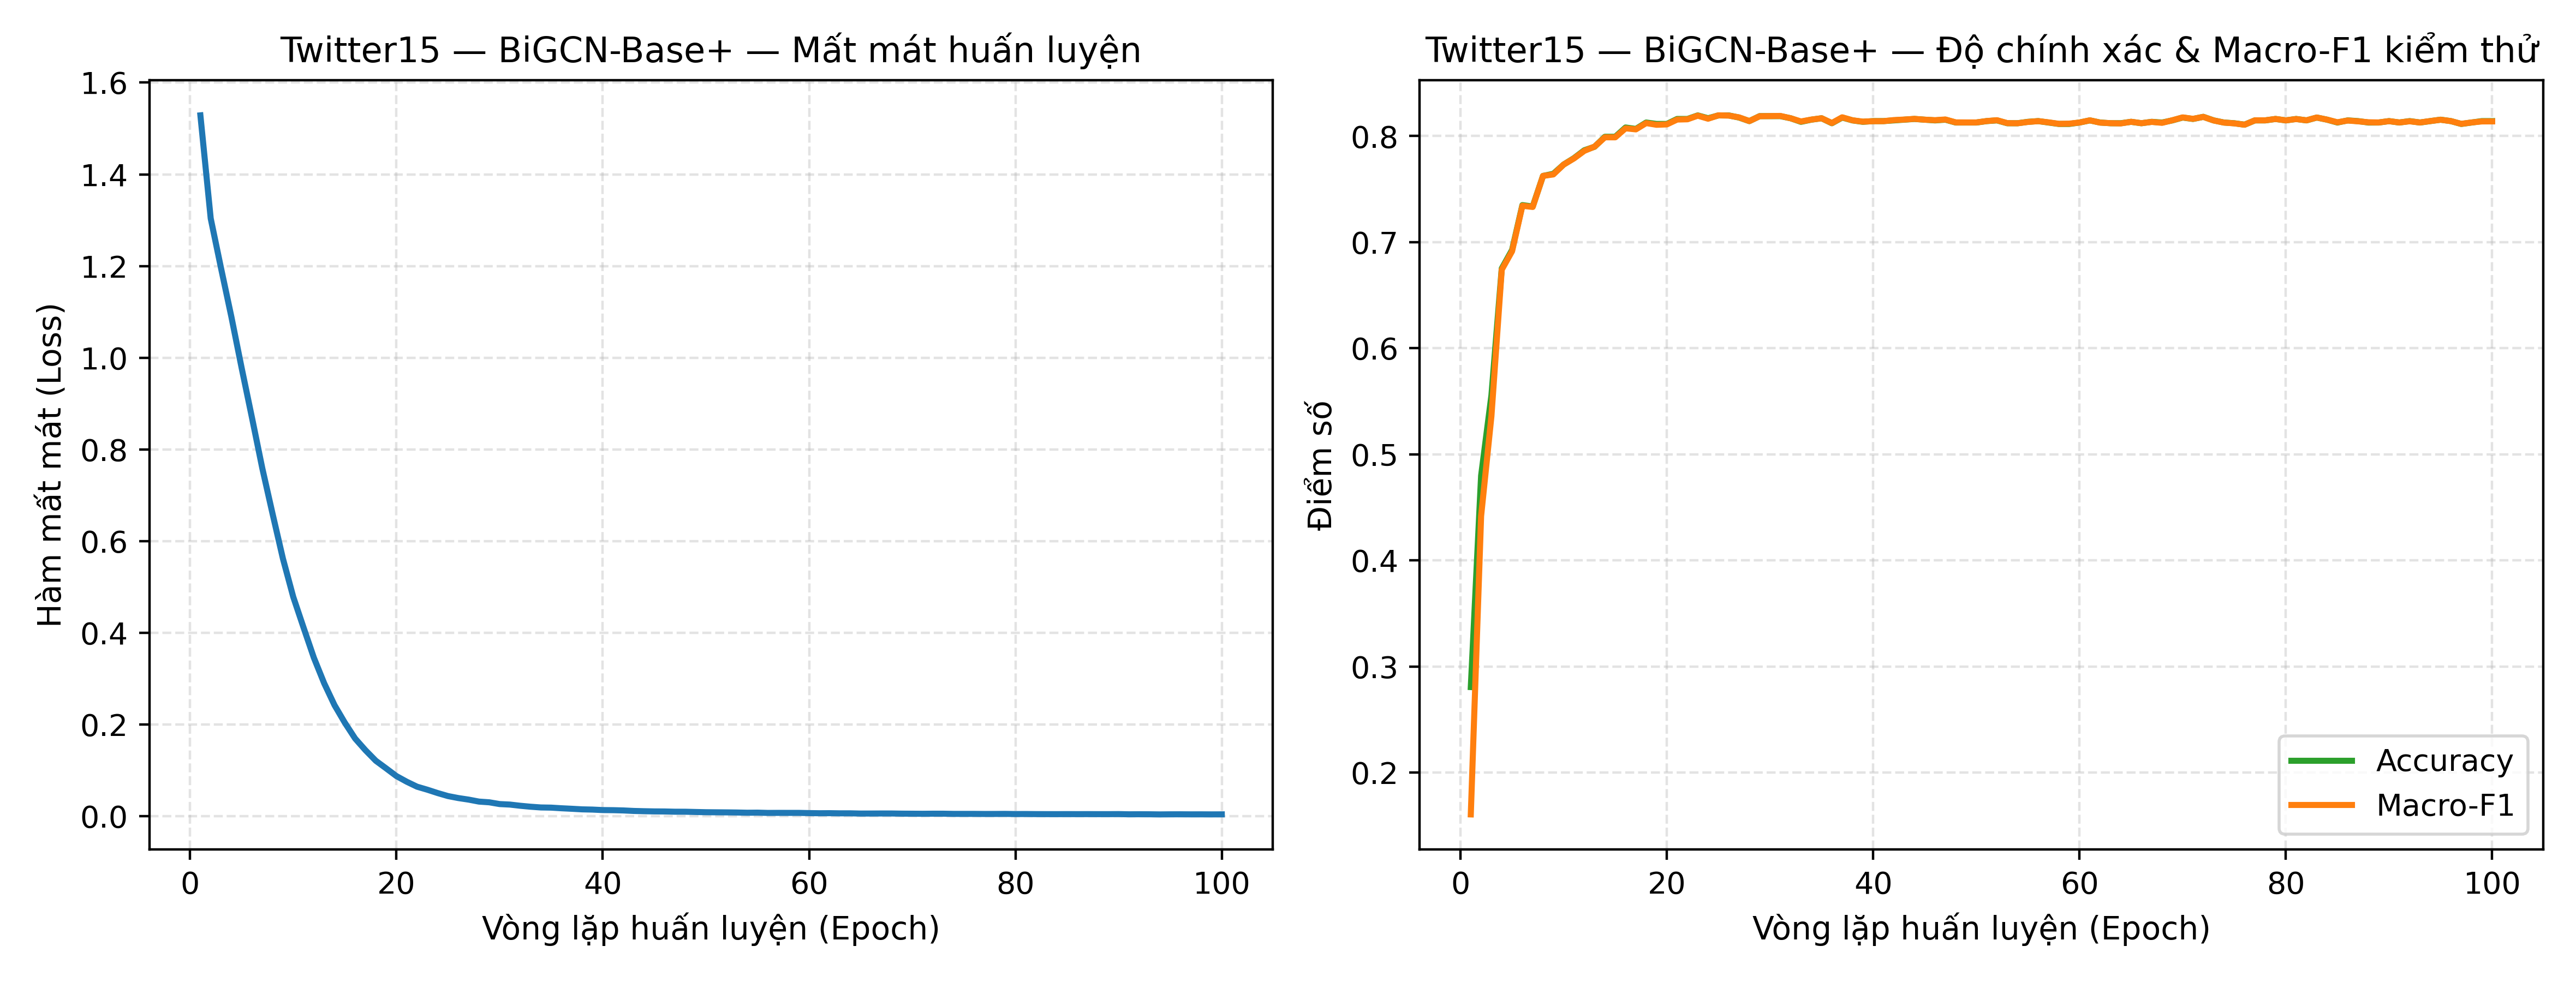 Twitter15 — BiGCN-Base+ — Mất mát huấn luyện
Hàm mất mát (Loss)
1.6
1.4
1.2
1.0
0.8
0.6
0.4
0.2
0.0
0 20 40 60 80 100
Vòng lặp huấn luyện (Epoch)
Twitter15 — BiGCN-Base+ — Độ chính xác & Macro-F1 kiểm thử
Điểm số
0.8
0.7
0.6
0.5
0.4
0.3
0.2
Accuracy
Macro-F1
0 20 40 60 80 100
Vòng lặp huấn luyện (Epoch)